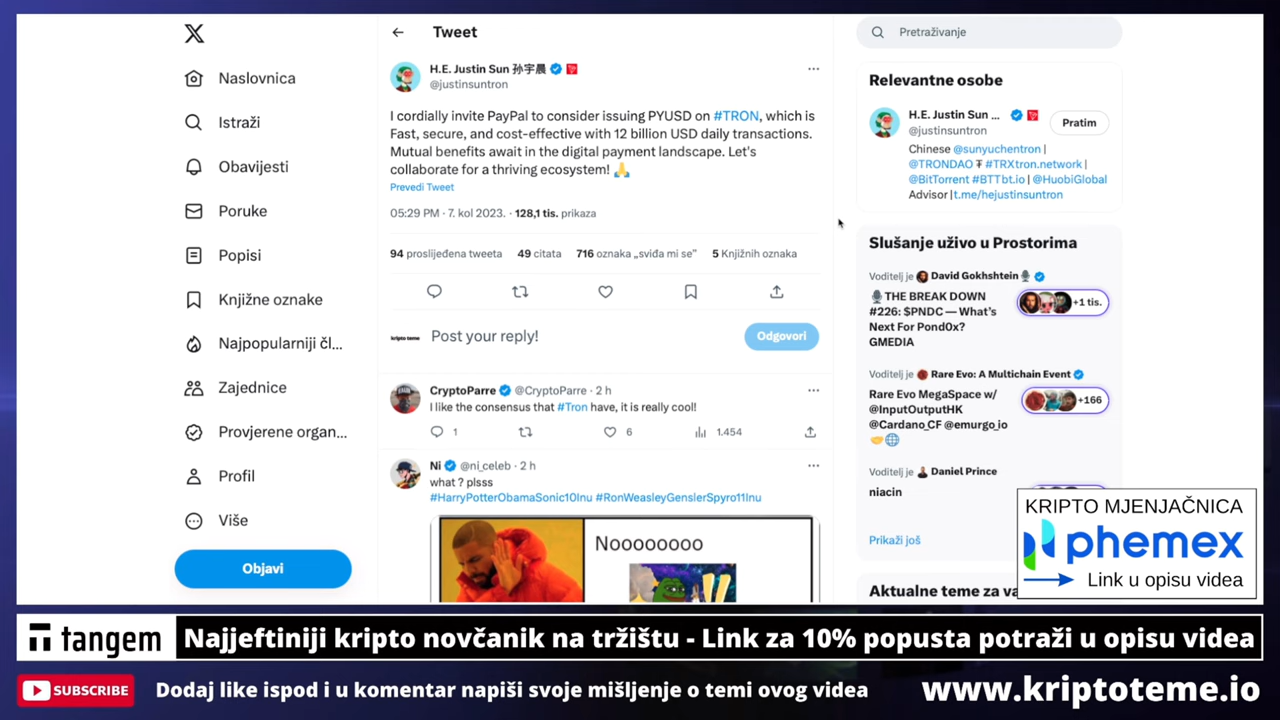 Naslovnica
Istraži
Obavijesti
Poruke
Popisi
Knjižne oznake
Najpopularniji čl...
Zajednice
Provjerene organ...
Profil
Više
Objavi
Tweet
H.E. Justin Sun 孙宇晨
@justinsuntron
I cordially invite PayPal to consider issuing PYUSD on #TRON, which is
Fast, secure, and cost-effective with 12 billion USD daily transactions.
Mutual benefits await in the digital payment landscape. Let's
collaborate for a thriving ecosystem! 🙏
Prevedi Tweet
05:29 PM · 7. kol 2023. · 128,1 tis. prikaza
94 proslijeđena tweeta 49 citata 716 oznaka „sviđa mi se” 5 Knjižnih oznaka
kripto teme
Post your reply!
Odgovori
CryptoParre @CryptoParre · 2 h
I like the consensus that #Tron have, it is really cool!
1 6 1.454
Ni @ni_celeb · 2 h
what ? plsss
#HarryPotterObamaSonic10Inu #RonWeasleyGenslerSpyro11Inu
Noooooooo
Pretraživanje
Relevantne osobe
H.E. Justin Sun ...
@justinsuntron
Pratim
Chinese @sunyuchentron |
@TRONDAO ₮ #TRXtron.network |
@BitTorrent #BTTbt.io | @HuobiGlobal
Advisor | t.me/hejustinsuntron
Slušanje uživo u Prostorima
Voditelj je David Gokhshtein🎙
🎙THE BREAK DOWN
#226: $PNDC — What's
Next For Pond0x?
GMEDIA
+1 tis.
Voditelj je Rare Evo: A Multichain Event
Rare Evo MegaSpace w/
@InputOutputHK
@Cardano_CF @emurgo_io
🤝🌐
+166
Voditelj je Daniel Prince
niacin
Prikaži još
Aktualne teme za va
KRIPTO MJENJAČNICA
phemex
Link u opisu videa
tangem
Najjeftiniji kripto novčanik na tržištu - Link za 10% popusta potraži u opisu videa
SUBSCRIBE
Dodaj like ispod i u komentar napiši svoje mišljenje o temi ovog videa
www.kriptoteme.io